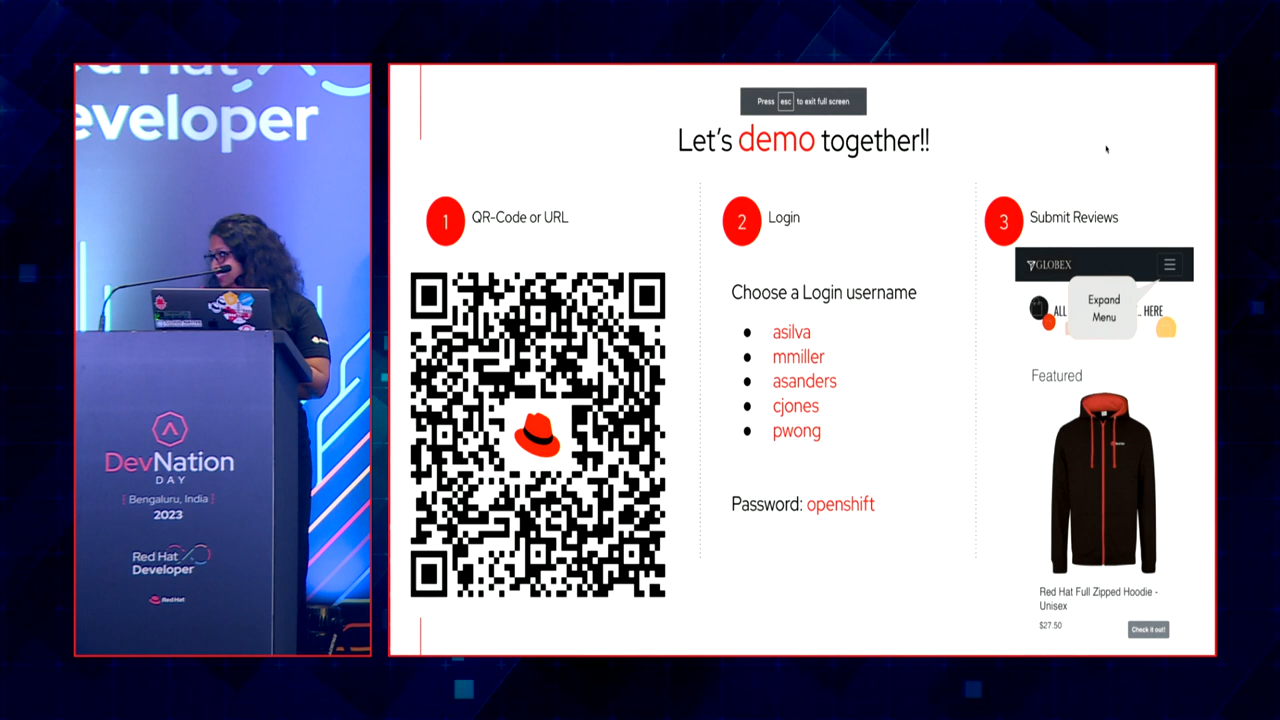 eveloper
DevNation
DAY
Bengaluru, India
2023
Red Hat
Developer
Red Hat
Press esc to exit full screen
Let's demo together!!
1 QR-Code or URL
2 Login
Choose a Login username
asilva
mmiller
asanders
cjones
pwong
Password: openshift
3 Submit Reviews
GLOBEX
Expand
Menu
ALL
HERE
Featured
Red Hat Full Zipped Hoodie -
Unisex
$27.50
Check it out!